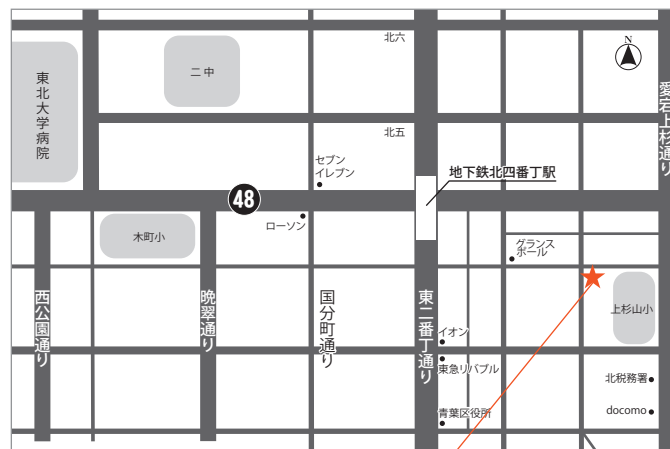 北六
N
二中
東北大学病院
愛宕上杉通り
北五
セブン
イレブン
地下鉄北四番丁駅
48
ローソン
木町小
グランス
ホール
西公園通り
晩翠通り
国分町通り
東二番丁通り
上杉山小
イオン
東急リバブル
北税務署
青葉区役所
docomo